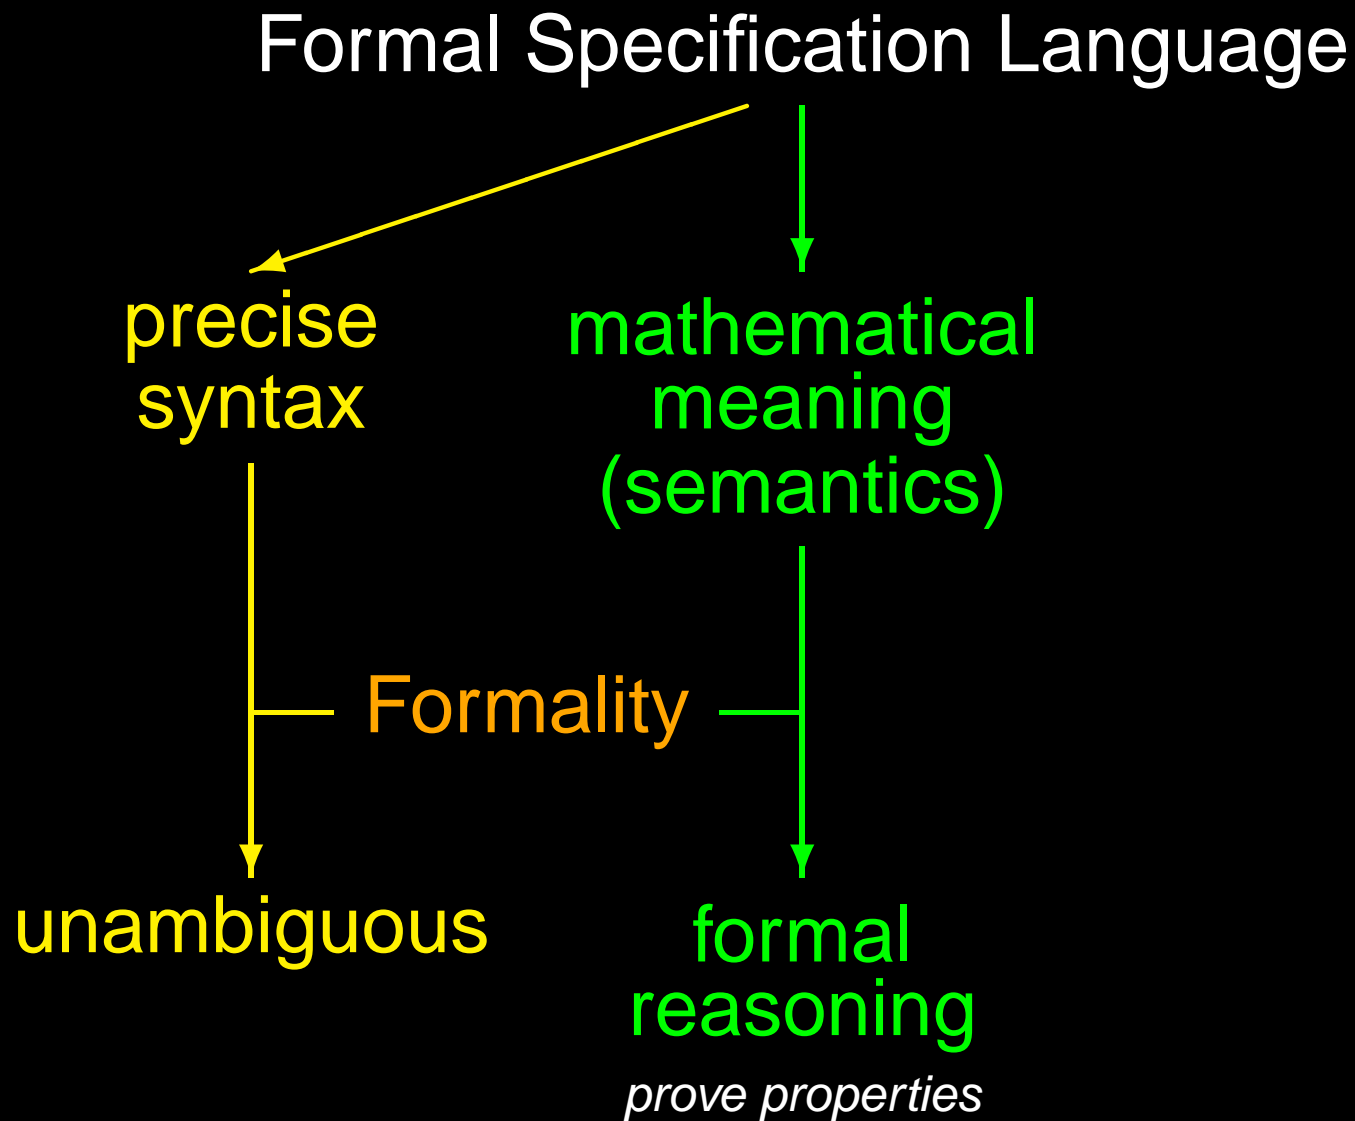 Formal Specification Language
precise
syntax
mathematical
meaning
(semantics)
Formality
unambiguous
formal
reasoning
prove properties